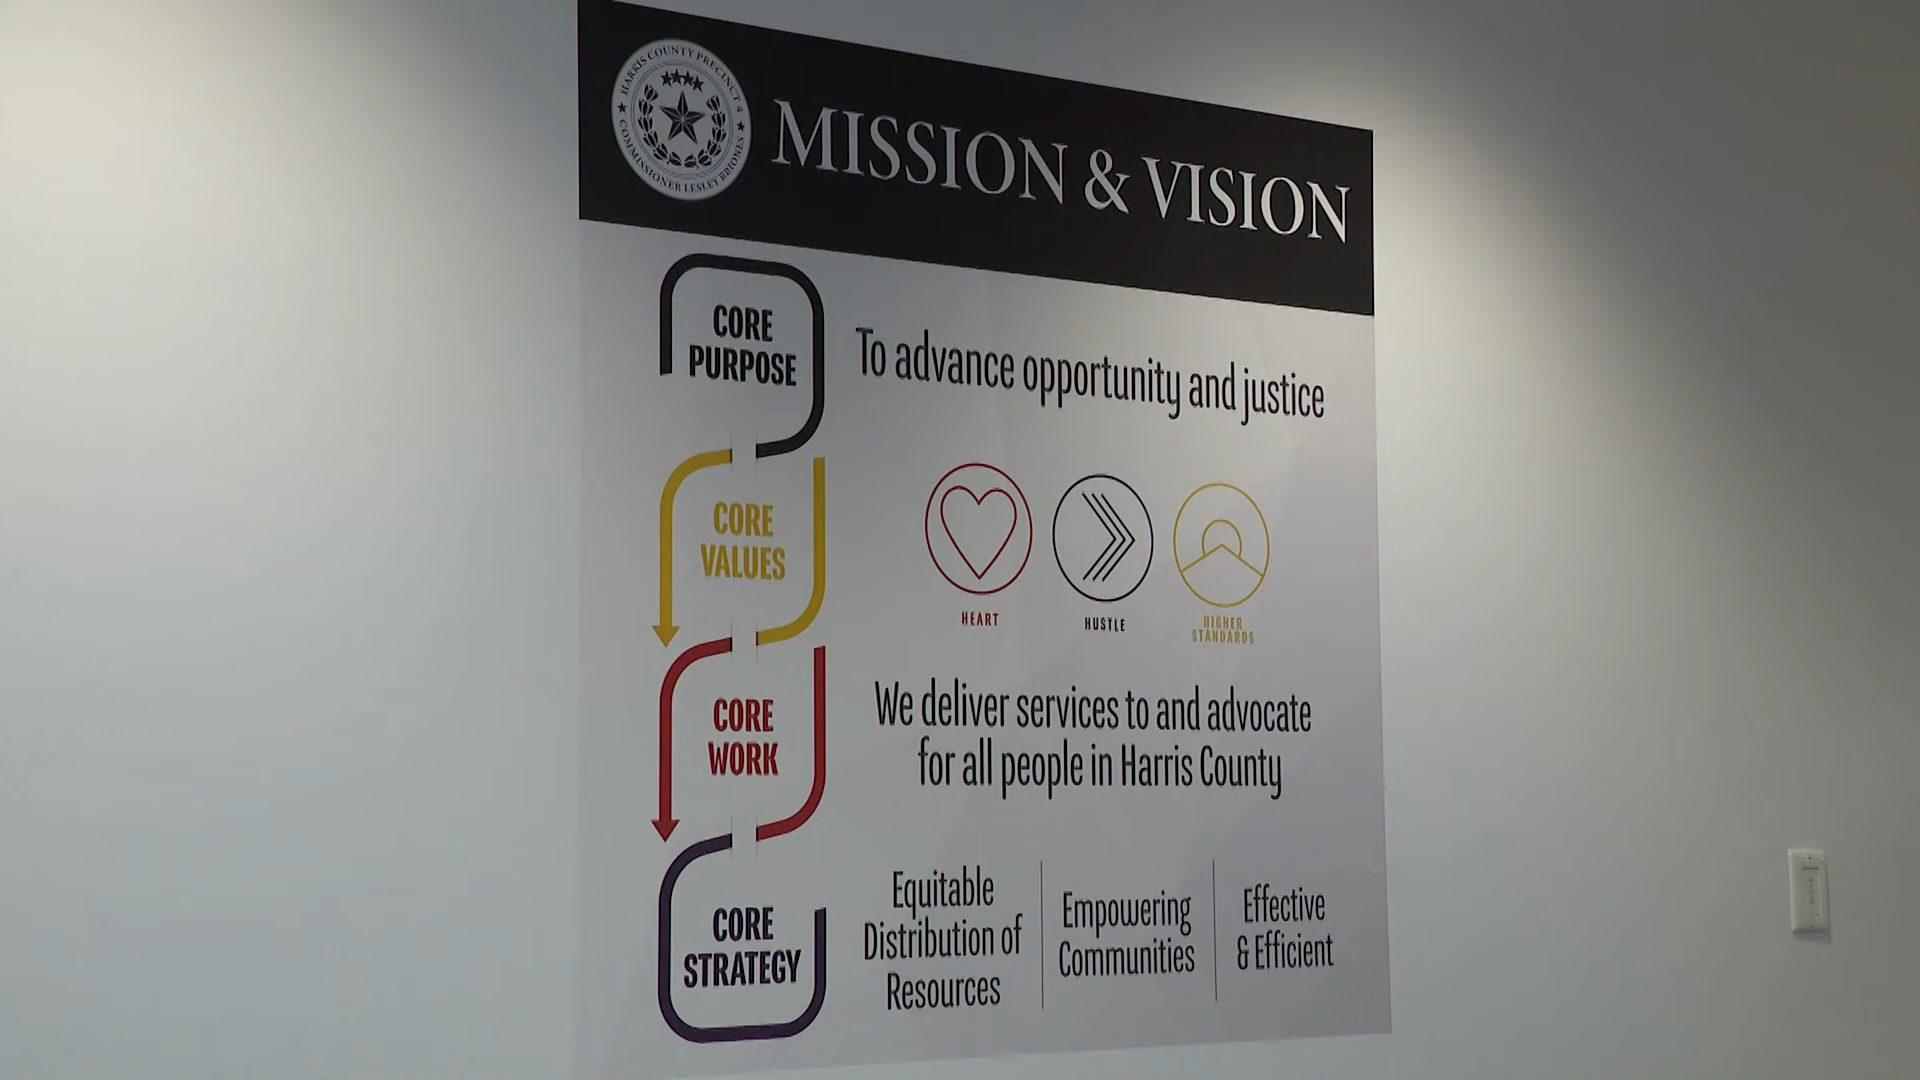 HARRIS COUNTY PRECINCT 4
COMMISSIONER LESLEY BRIONES
MISSION & VISION
CORE
PURPOSE
To advance opportunity and justice
CORE
VALUES
HEART
HUSTLE
HIGHER
STANDARDS
CORE
WORK
We deliver services to and advocate
for all people in Harris County
CORE
STRATEGY
Equitable
Distribution of
Resources
Empowering
Communities
Effective
& Efficient